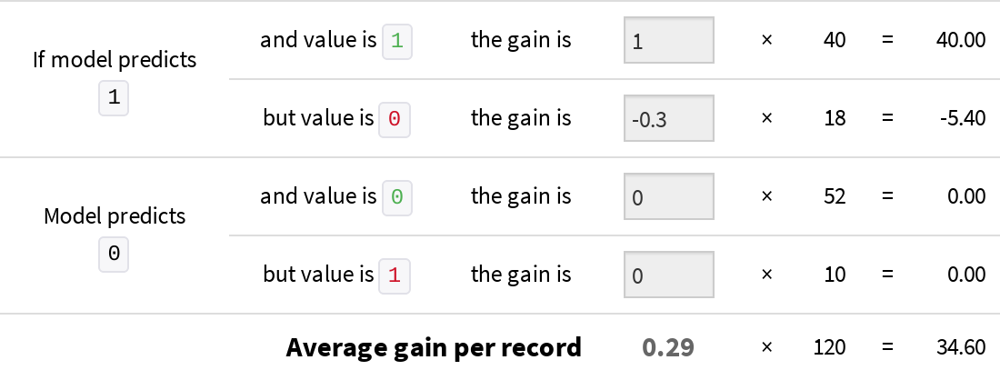 and value is 1 the gain is 1 × 40 = 40.00
If model predicts
1
but value is 0 the gain is -0.3 × 18 = -5.40
and value is 0 the gain is 0 × 52 = 0.00
Model predicts
0
but value is 1 the gain is 0 × 10 = 0.00
Average gain per record 0.29 × 120 = 34.60